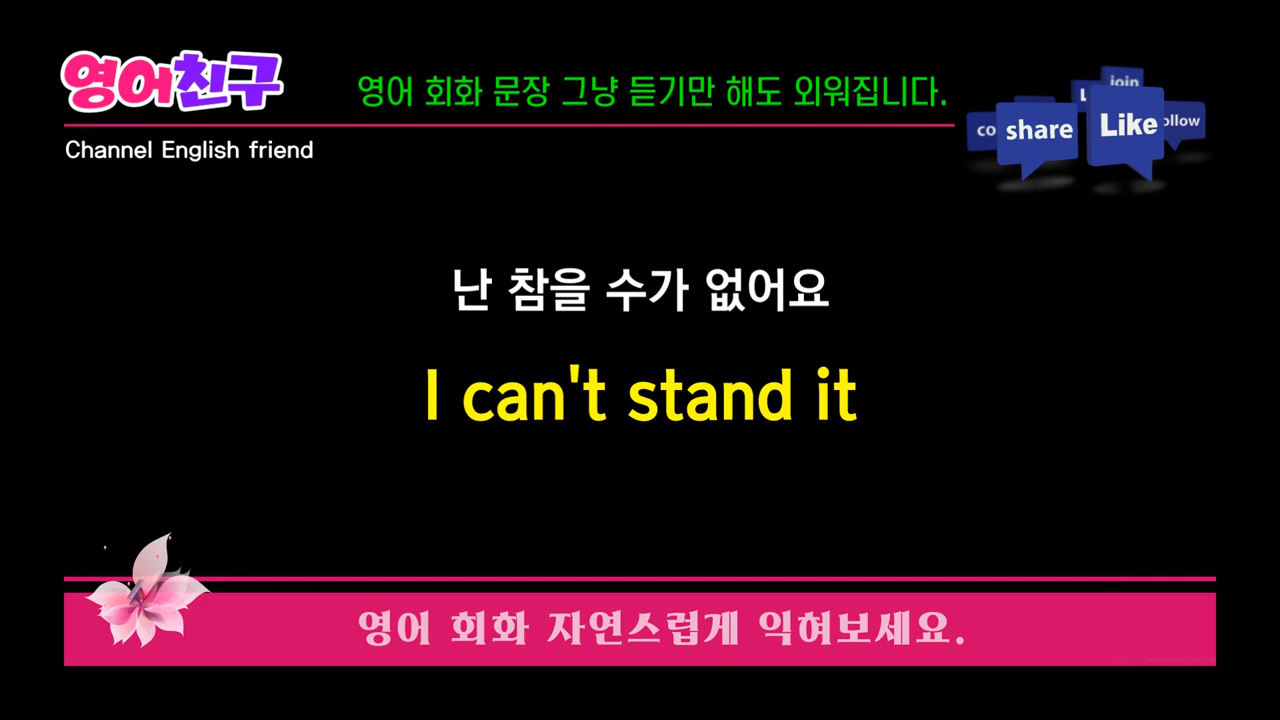 영어친구
영어 회화 문장 그냥 듣기만 해도 외워집니다.
Channel English friend
join
share
Like
난 참을 수가 없어요
I can't stand it
영어 회화 자연스럽게 익혀보세요.